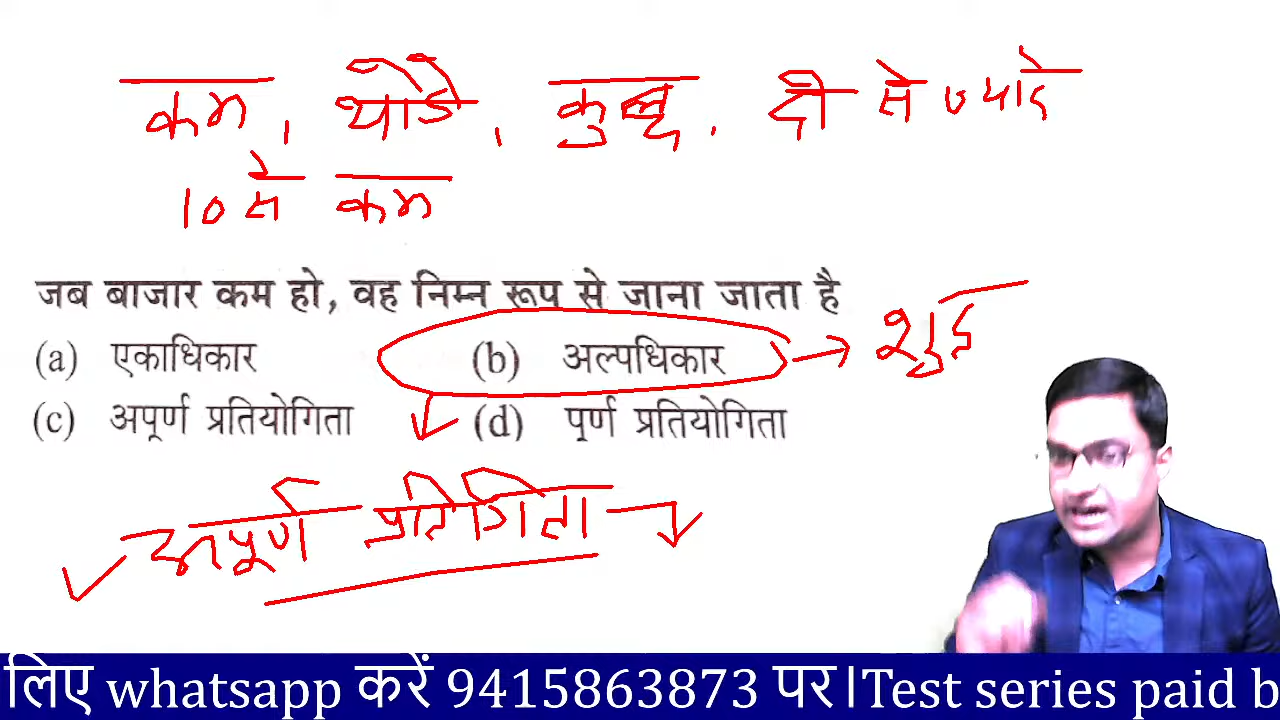 कम, थोडे, कुछ, दो से ज्यादे
10 से कम
जब बाजार कम हो, वह निम्न रूप से जाना जाता है
(a) एकाधिकार (b) अल्पधिकार → शुद्द
(c) अपूर्ण प्रतियोगिता (d) पूर्ण प्रतियोगिता
अपूर्ण प्रतिगिता
लिए whatsapp करें 9415863873 पर।Test series paid b